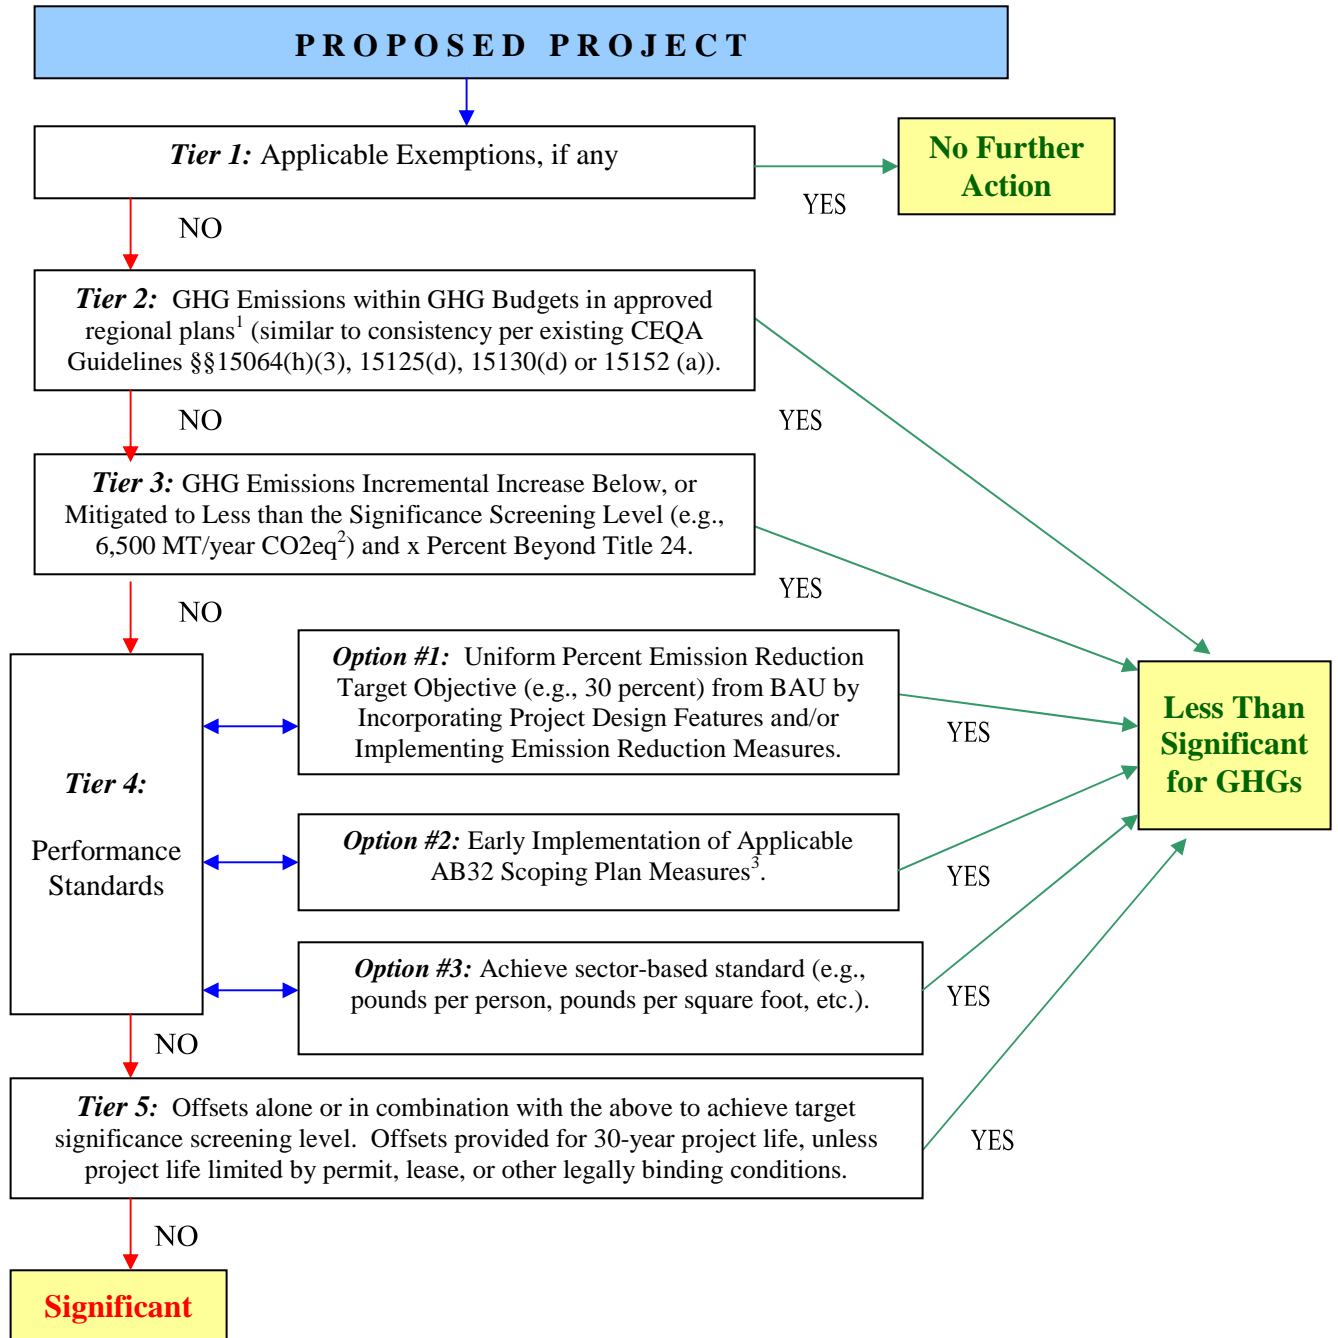 PROPOSED PROJECT
Tier 1: Applicable Exemptions, if any
No Further
Action
YES
NO
Tier 2: GHG Emissions within GHG Budgets in approved
regional plans1 (similar to consistency per existing CEQA
Guidelines §§15064(h)(3), 15125(d), 15130(d) or 15152 (a)).
NO
YES
Tier 3: GHG Emissions Incremental Increase Below, or
Mitigated to Less than the Significance Screening Level (e.g.,
6,500 MT/year CO2eq2) and x Percent Beyond Title 24.
YES
NO
Option #1: Uniform Percent Emission Reduction
Target Objective (e.g., 30 percent) from BAU by
Incorporating Project Design Features and/or
Implementing Emission Reduction Measures.
YES
Less Than
Significant
for GHGs
Tier 4:
Performance
Standards
Option #2: Early Implementation of Applicable
AB32 Scoping Plan Measures3.
YES
Option #3: Achieve sector-based standard (e.g.,
pounds per person, pounds per square foot, etc.).
YES
NO
Tier 5: Offsets alone or in combination with the above to achieve target
significance screening level. Offsets provided for 30-year project life, unless
project life limited by permit, lease, or other legally binding conditions.
YES
NO
Significant